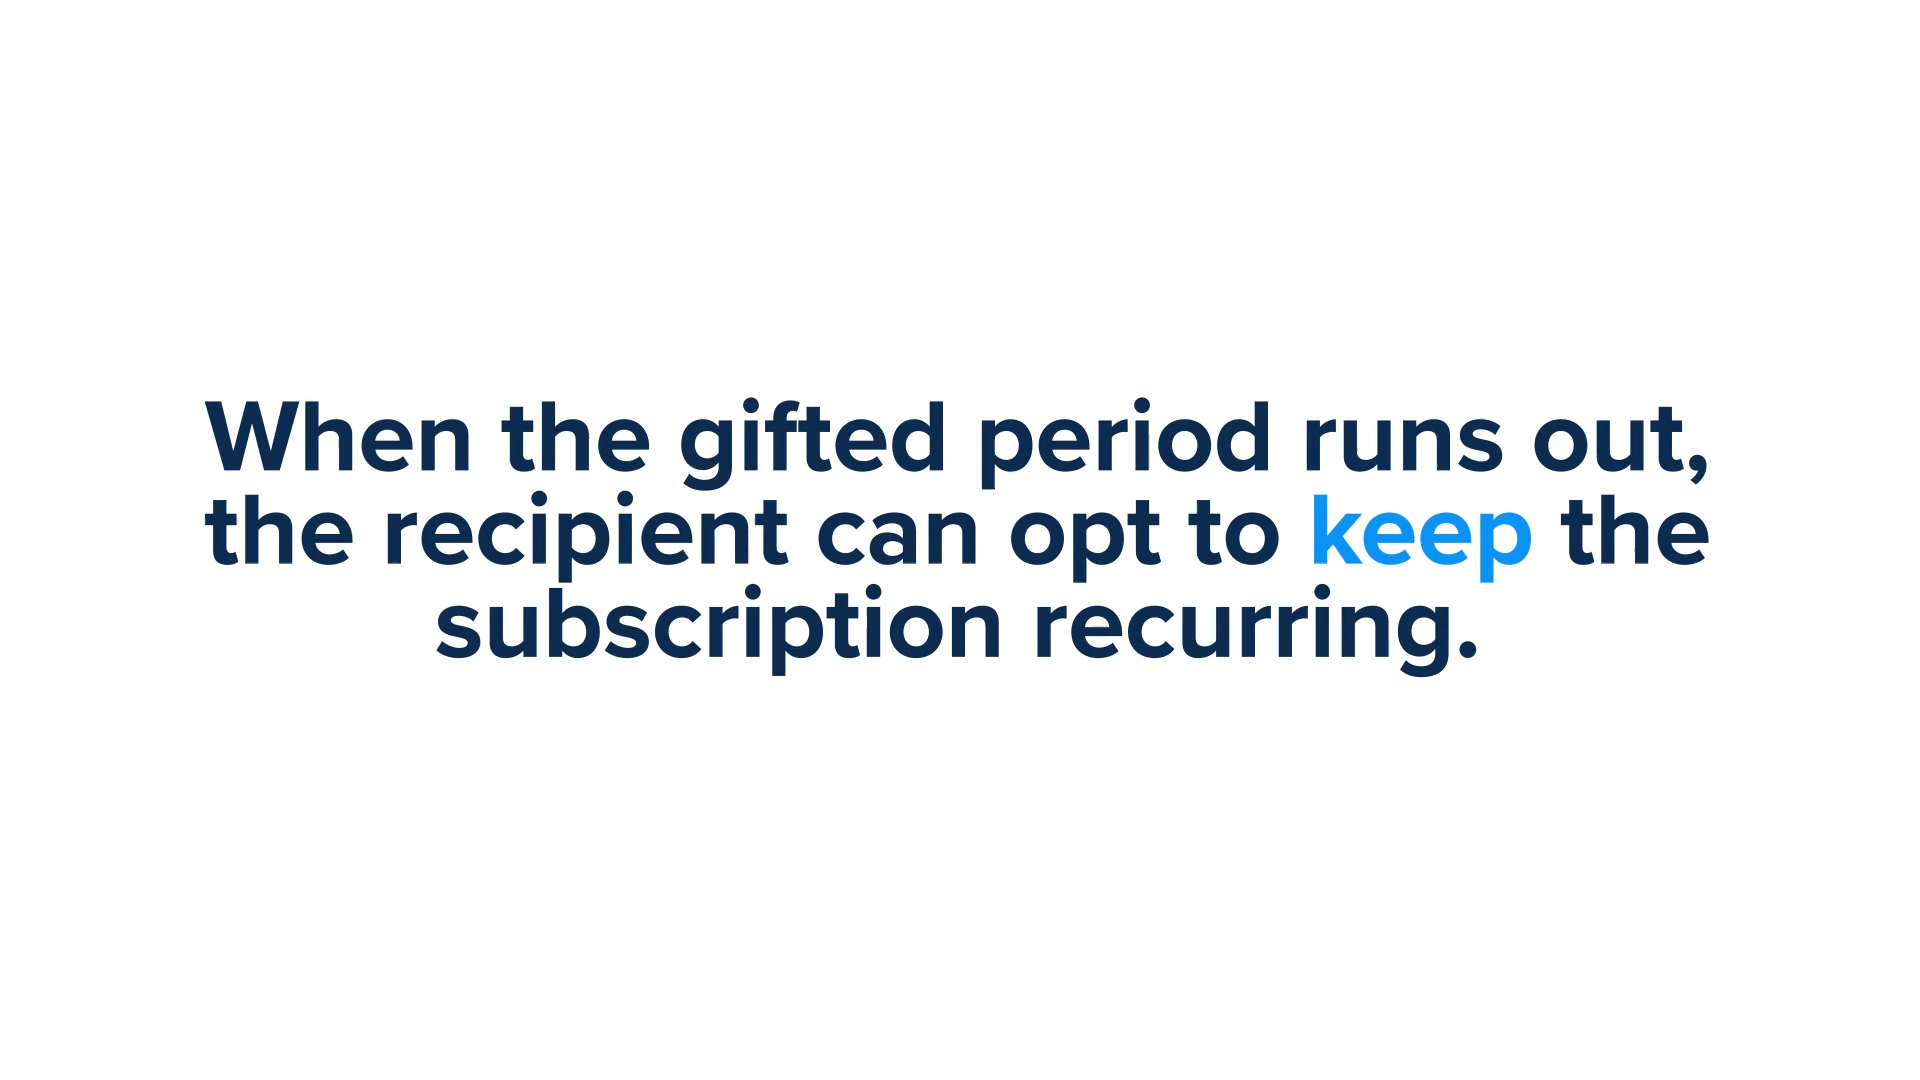 When the gifted period runs out,
the recipient can opt to keep the
subscription recurring.